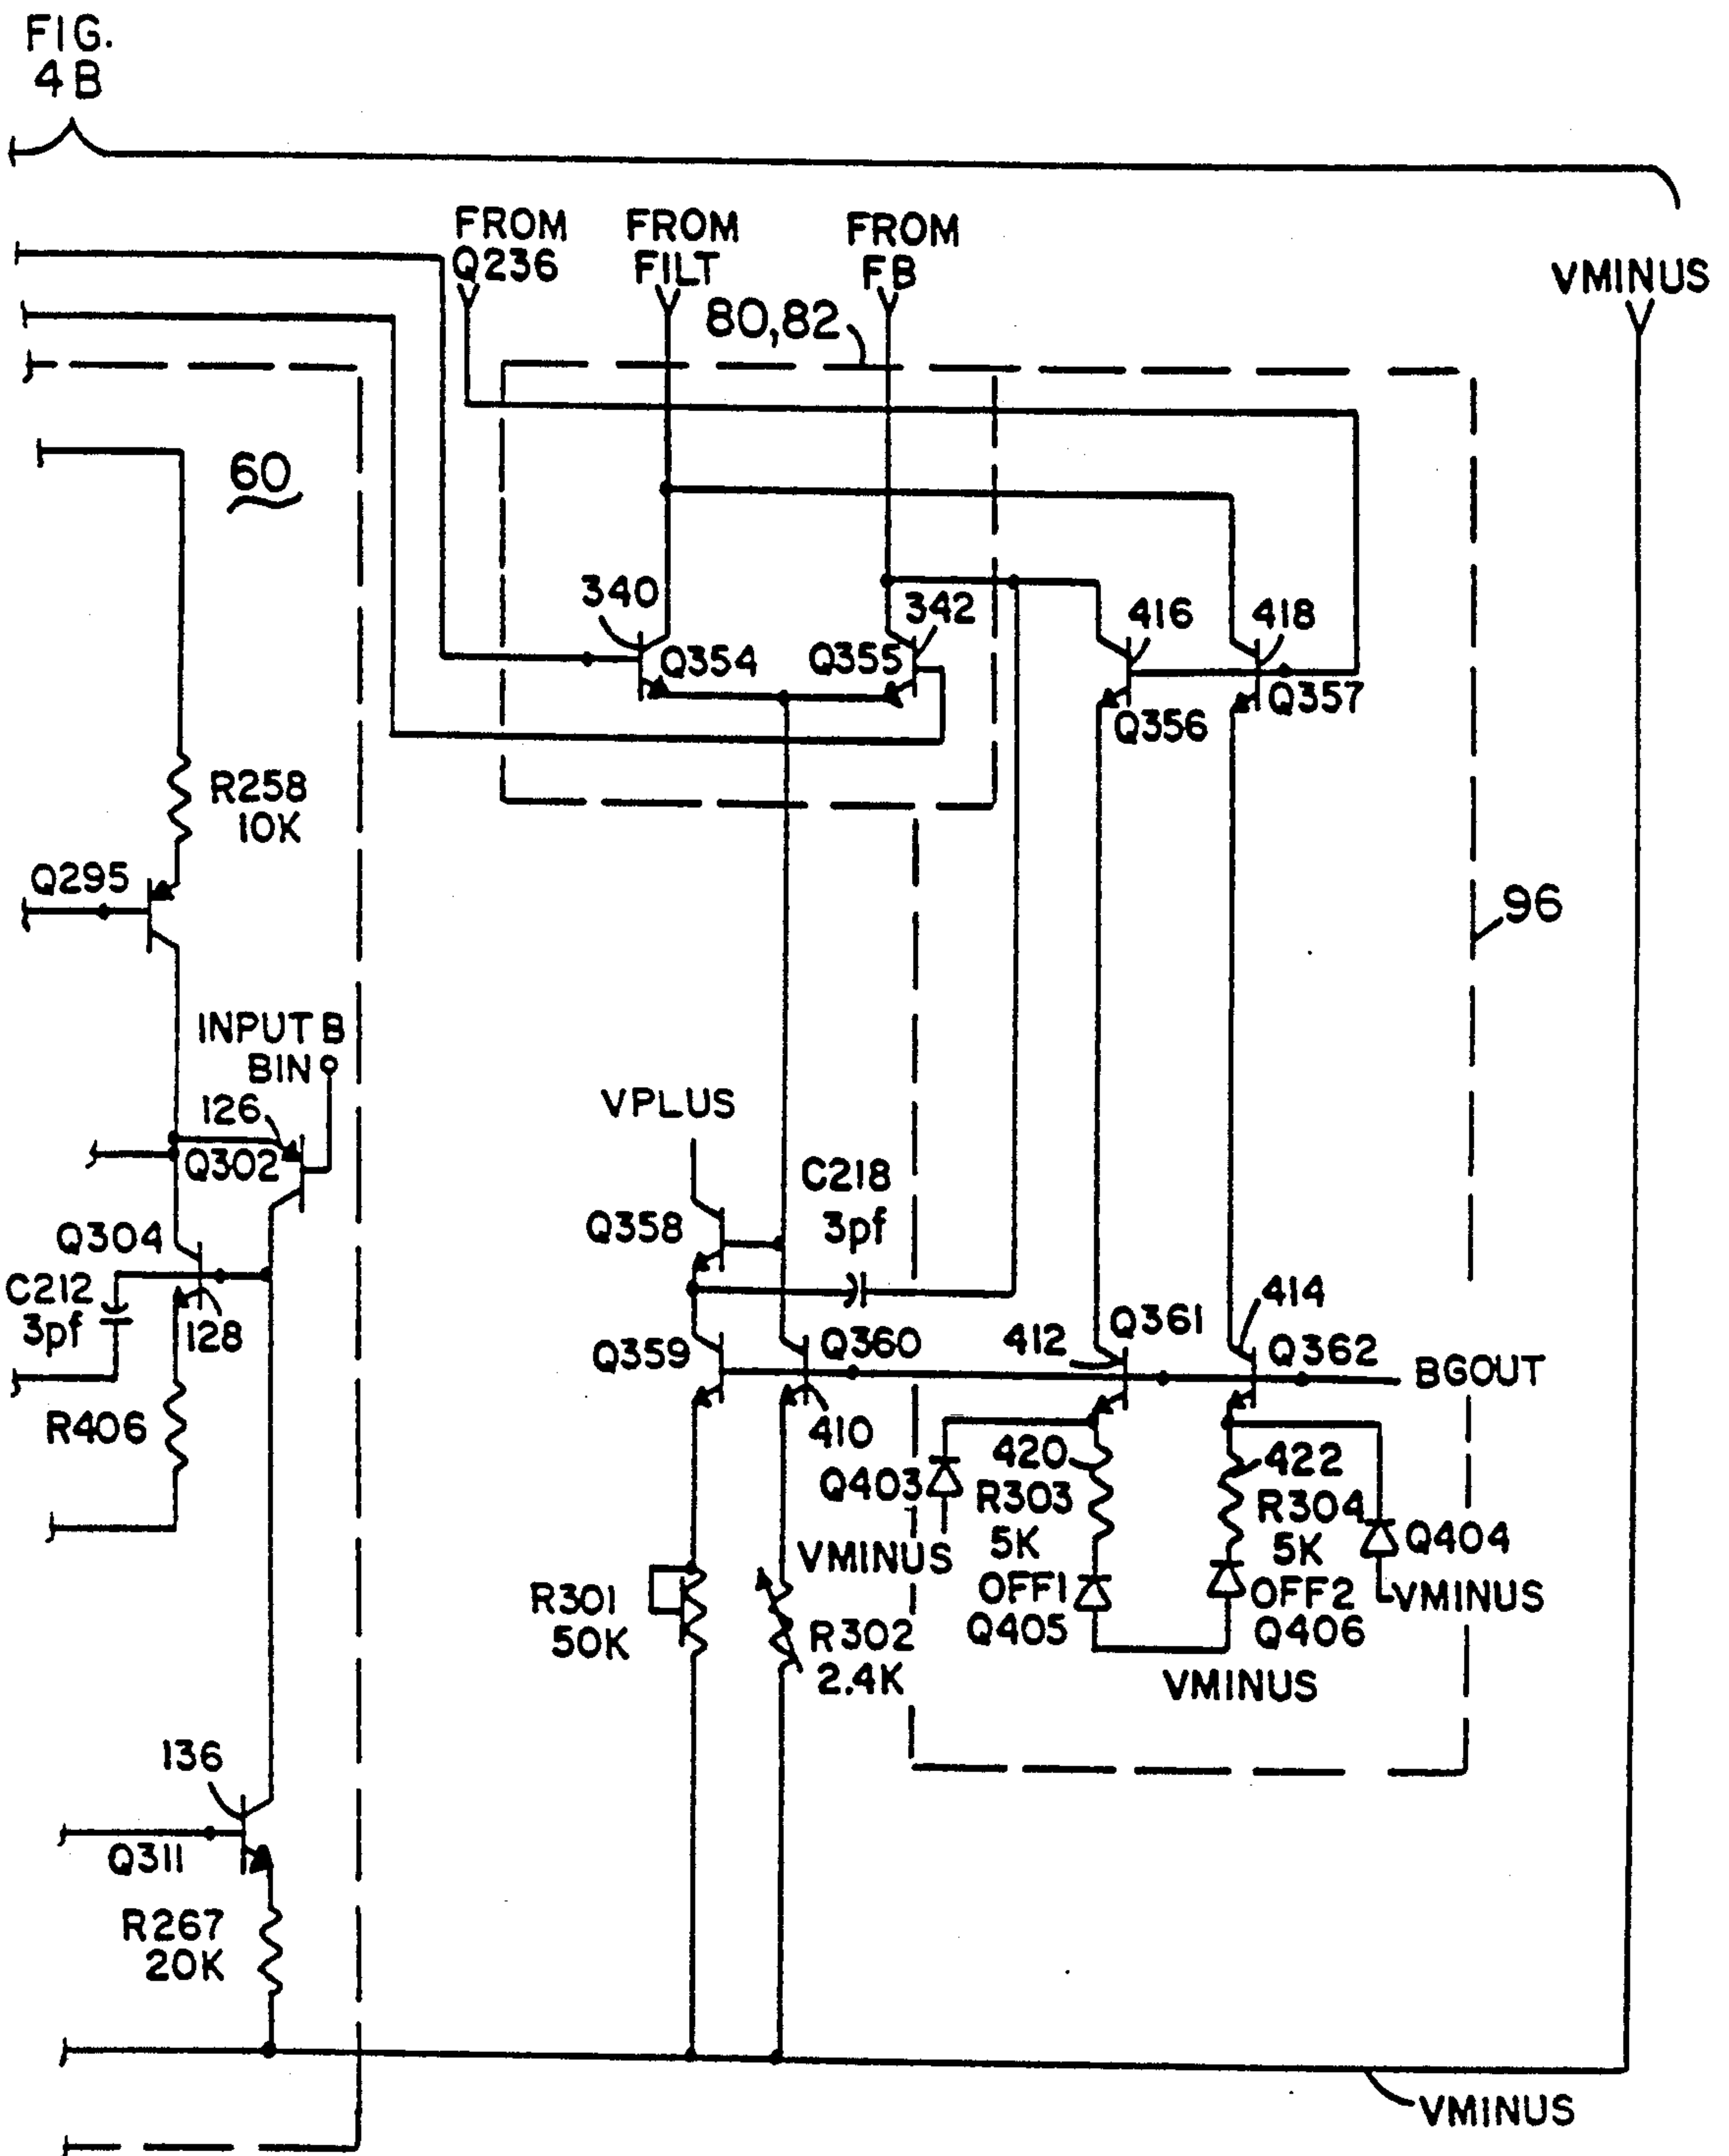 FIG.
4B
FROM
Q236
FROM
FILT
FROM
FB
VMINUS
80,82
60
340
342
416
418
Q354
Q355
Q356
Q357
R258
10K
Q295
96
INPUT B
BIN
126
Q302
VPLUS
C218
3pf
Q358
Q304
C212
3pf
128
414
Q361
412
Q362
Q359
Q360
BGOUT
R406
410
420
422
Q403
R303
5K
R304
5K
Q404
VMINUS
VMINUS
OFF1
Q405
OFF2
Q406
R301
50K
R302
2.4K
VMINUS
136
Q311
R267
20K
VMINUS